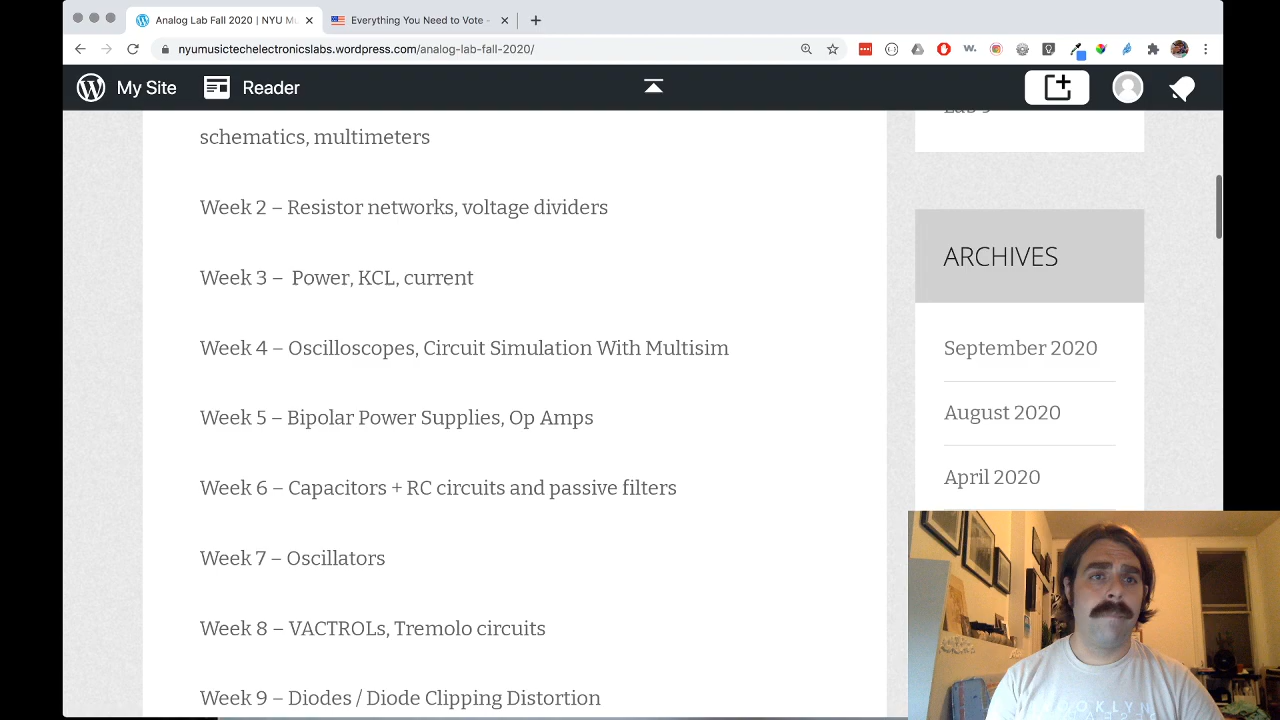 Analog Lab Fall 2020 | NYU Mu
Everything You Need to Vote -
nyumusictechelectronicslabs.wordpress.com/analog-lab-fall-2020/
My Site
Reader
schematics, multimeters
Week 2 – Resistor networks, voltage dividers
Week 3 –  Power, KCL, current
Week 4 – Oscilloscopes, Circuit Simulation With Multisim
Week 5 – Bipolar Power Supplies, Op Amps
Week 6 – Capacitors + RC circuits and passive filters
Week 7 – Oscillators
Week 8 – VACTROLs, Tremolo circuits
Week 9 – Diodes / Diode Clipping Distortion
Lab 9
ARCHIVES
September 2020
August 2020
April 2020